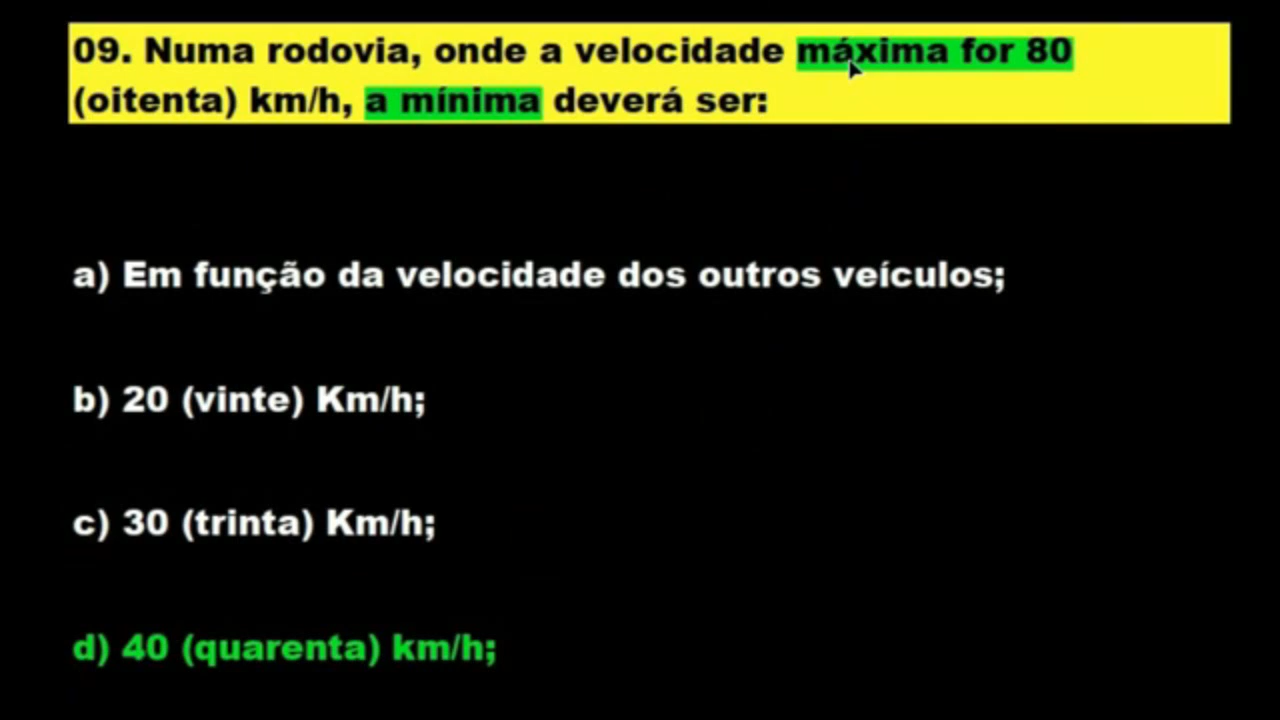 09. Numa rodovia, onde a velocidade máxima for 80
(oitenta) km/h, a mínima deverá ser:
a) Em função da velocidade dos outros veículos;
b) 20 (vinte) Km/h;
c) 30 (trinta) Km/h;
d) 40 (quarenta) km/h;